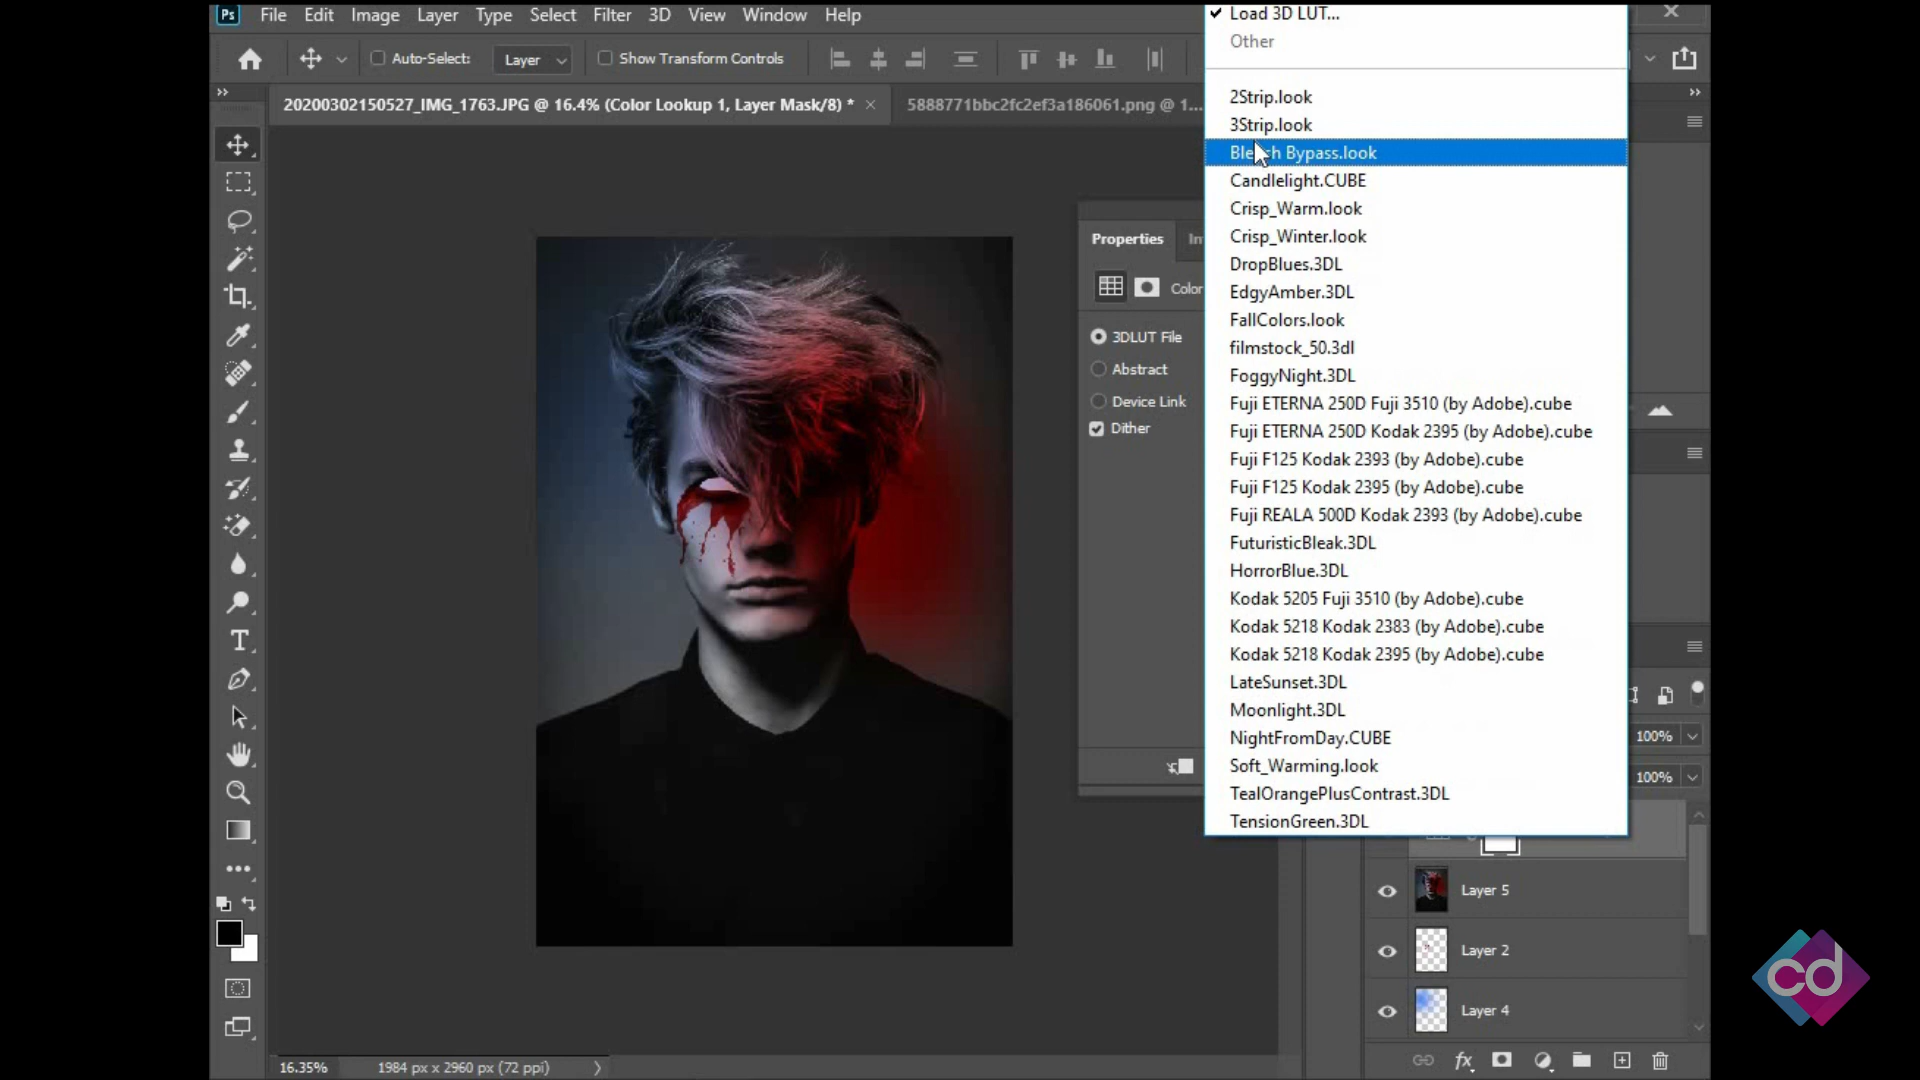 Ps File Edit Image Layer Type Select Filter 3D View Window Help
Auto-Select: Layer Show Transform Controls
20200302150527_IMG_1763.JPG @ 16.4% (Color Lookup 1, Layer Mask/8) *
5888771bbc2fc2ef3a186061.png @ 1...
Load 3D LUT...
Other
2Strip.look
3Strip.look
Bleach Bypass.look
Candlelight.CUBE
Crisp_Warm.look
Crisp_Winter.look
DropBlues.3DL
EdgyAmber.3DL
FallColors.look
filmstock_50.3dl
FoggyNight.3DL
Fuji ETERNA 250D Fuji 3510 (by Adobe).cube
Fuji ETERNA 250D Kodak 2395 (by Adobe).cube
Fuji F125 Kodak 2393 (by Adobe).cube
Fuji F125 Kodak 2395 (by Adobe).cube
Fuji REALA 500D Kodak 2393 (by Adobe).cube
FuturisticBleak.3DL
HorrorBlue.3DL
Kodak 5205 Fuji 3510 (by Adobe).cube
Kodak 5218 Kodak 2383 (by Adobe).cube
Kodak 5218 Kodak 2395 (by Adobe).cube
LateSunset.3DL
Moonlight.3DL
NightFromDay.CUBE
Soft_Warming.look
TealOrangePlusContrast.3DL
TensionGreen.3DL
Properties
Color
3DLUT File
Abstract
Device Link
Dither
100%
100%
Layer 5
Layer 2
Layer 4
fx
cd
16.35% 1984 px x 2960 px (72 ppi)